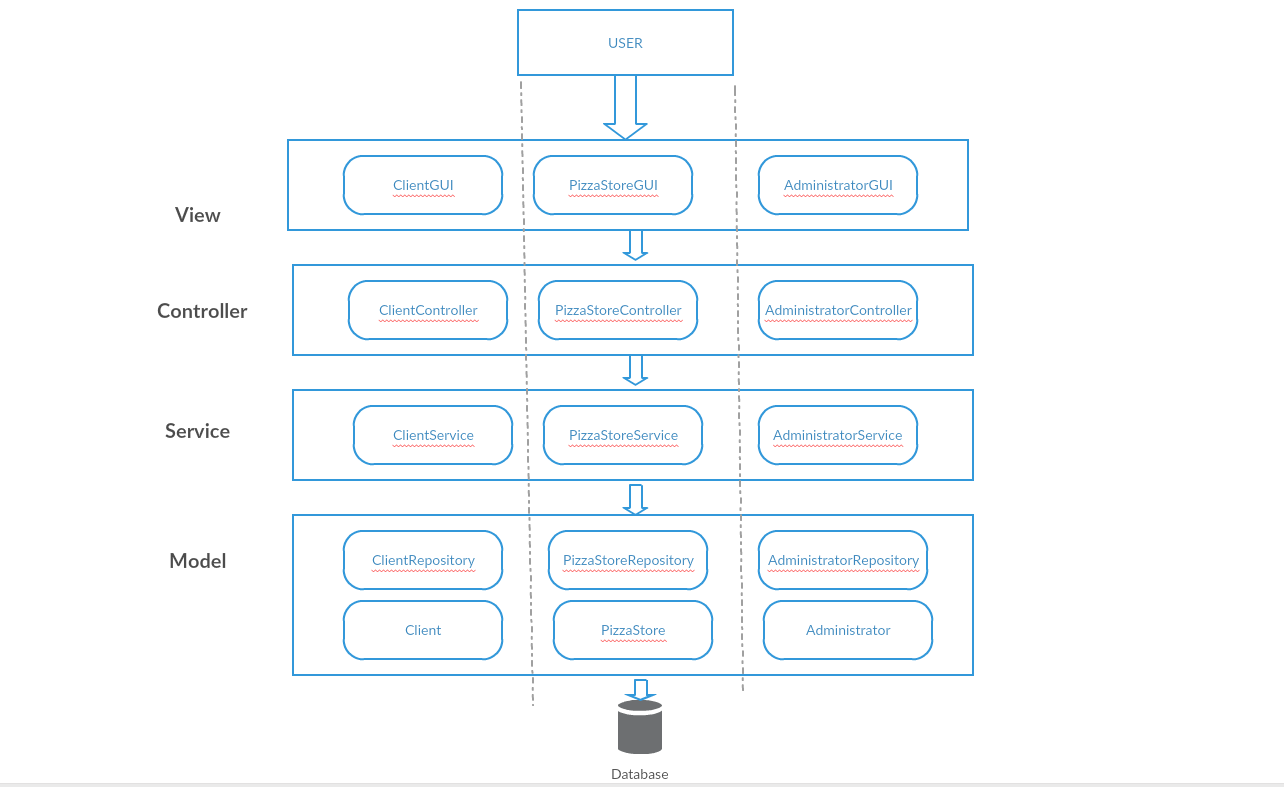 USER
View
ClientGUI
PizzaStoreGUI
AdministratorGUI
Controller
ClientController
PizzaStoreController
AdministratorController
Service
ClientService
PizzaStoreService
AdministratorService
Model
ClientRepository
PizzaStoreRepository
AdministratorRepository
Client
PizzaStore
Administrator
Database